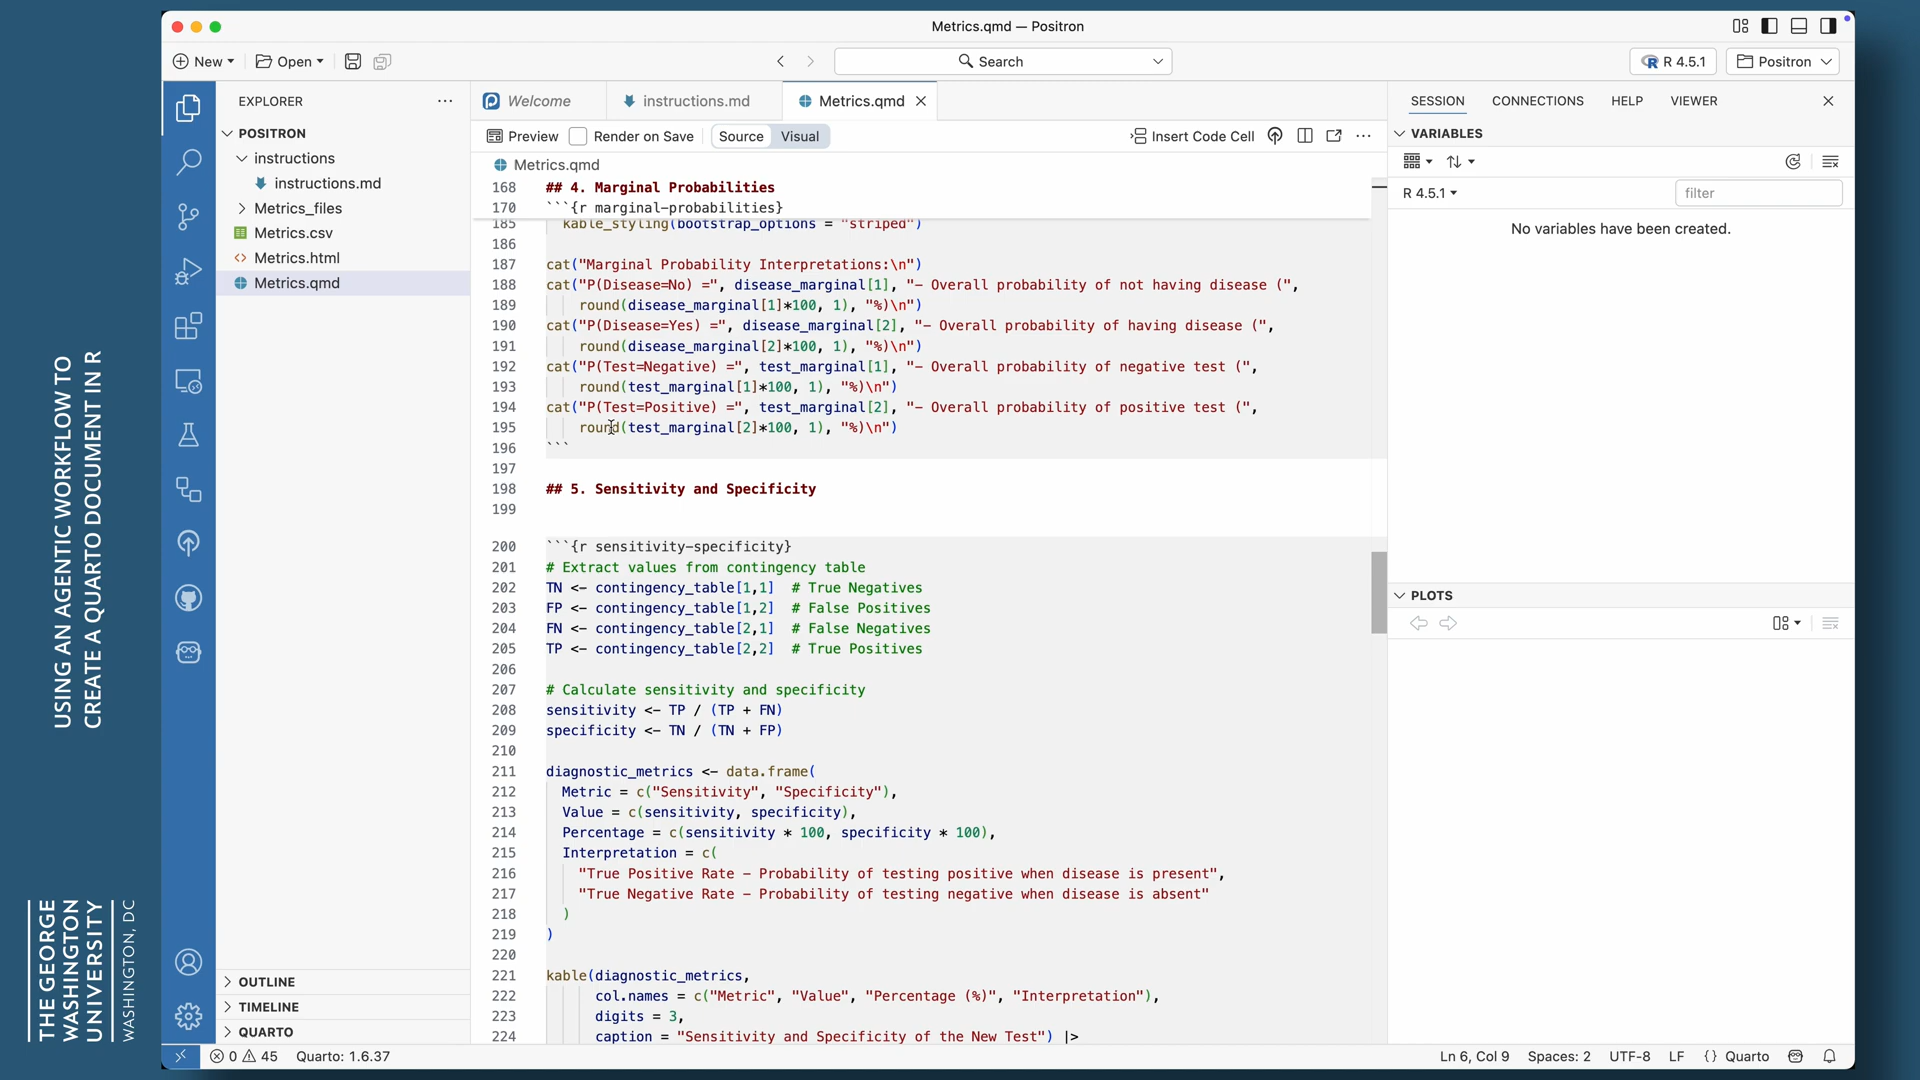 Metrics.qmd — Positron
New
Open
Search
R 4.5.1
Positron
EXPLORER
POSITRON
instructions
instructions.md
Metrics_files
Metrics.csv
Metrics.html
Metrics.qmd
OUTLINE
TIMELINE
QUARTO
Welcome
instructions.md
Metrics.qmd
Preview
Render on Save
Source
Visual
Insert Code Cell
Metrics.qmd
168 ## 4. Marginal Probabilities
170 ```{r marginal-probabilities}
185 kable_styling(bootstrap_options = "striped")
186
187 cat("Marginal Probability Interpretations:\n")
188 cat("P(Disease=No) =", disease_marginal[1], "- Overall probability of not having disease (",
189 round(disease_marginal[1]*100, 1), "%)\n")
190 cat("P(Disease=Yes) =", disease_marginal[2], "- Overall probability of having disease (",
191 round(disease_marginal[2]*100, 1), "%)\n")
192 cat("P(Test=Negative) =", test_marginal[1], "- Overall probability of negative test (",
193 round(test_marginal[1]*100, 1), "%)\n")
194 cat("P(Test=Positive) =", test_marginal[2], "- Overall probability of positive test (",
195 round(test_marginal[2]*100, 1), "%)\n")
196 ```
197
198 ## 5. Sensitivity and Specificity
199
200 ```{r sensitivity-specificity}
201 # Extract values from contingency table
202 TN <- contingency_table[1,1] # True Negatives
203 FP <- contingency_table[1,2] # False Positives
204 FN <- contingency_table[2,1] # False Negatives
205 TP <- contingency_table[2,2] # True Positives
206
207 # Calculate sensitivity and specificity
208 sensitivity <- TP / (TP + FN)
209 specificity <- TN / (TN + FP)
210
211 diagnostic_metrics <- data.frame(
212 Metric = c("Sensitivity", "Specificity"),
213 Value = c(sensitivity, specificity),
214 Percentage = c(sensitivity * 100, specificity * 100),
215 Interpretation = c(
216 "True Positive Rate - Probability of testing positive when disease is present",
217 "True Negative Rate - Probability of testing negative when disease is absent"
218 )
219 )
220
221 kable(diagnostic_metrics,
222 col.names = c("Metric", "Value", "Percentage (%)", "Interpretation"),
223 digits = 3,
224 caption = "Sensitivity and Specificity of the New Test") |>
SESSION
CONNECTIONS
HELP
VIEWER
VARIABLES
R 4.5.1
filter
No variables have been created.
PLOTS
0 45 Quarto: 1.6.37
Ln 6, Col 9 Spaces: 2 UTF-8 LF {} Quarto
USING AN AGENTIC WORKFLOW TO
CREATE A QUARTO DOCUMENT IN R
THE GEORGE
WASHINGTON
UNIVERSITY
WASHINGTON, DC